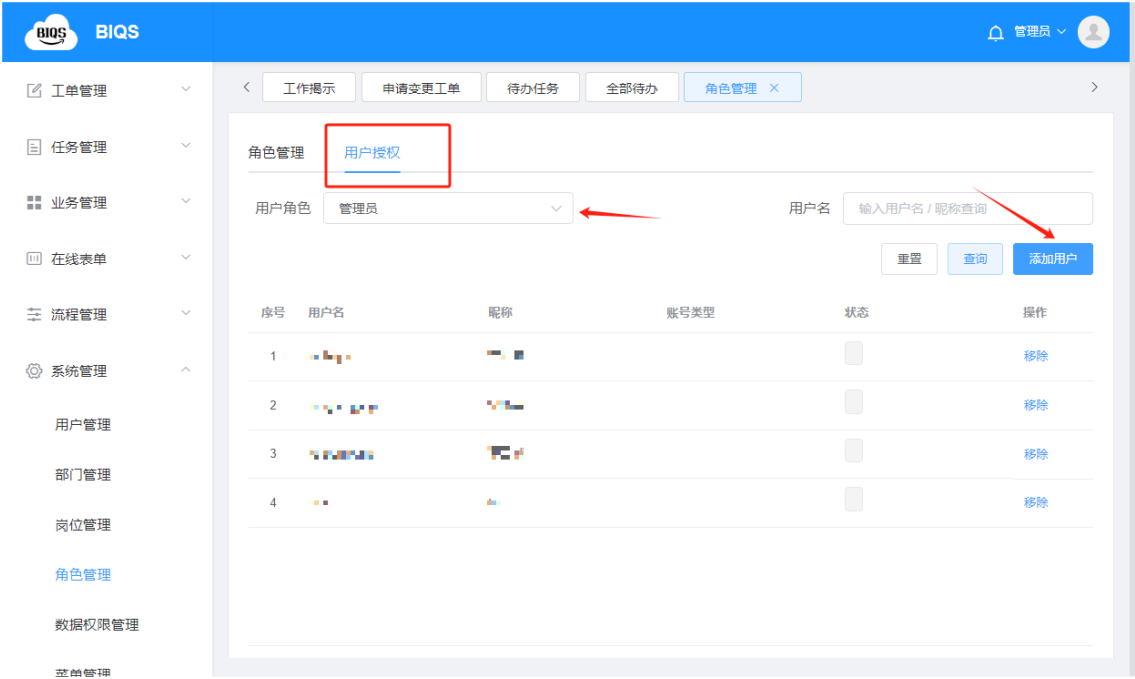 BIQS BIQS 管理员
工单管理
任务管理
业务管理
在线表单
流程管理
系统管理
用户管理
部门管理
岗位管理
角色管理
数据权限管理
菜单管理
工作揭示 申请变更工单 待办任务 全部待办 角色管理
角色管理 用户授权
用户角色 管理员 用户名 输入用户名 / 昵称查询
重置 查询 添加用户
序号 用户名 昵称 账号类型 状态 操作
1 移除
2 移除
3 移除
4 移除